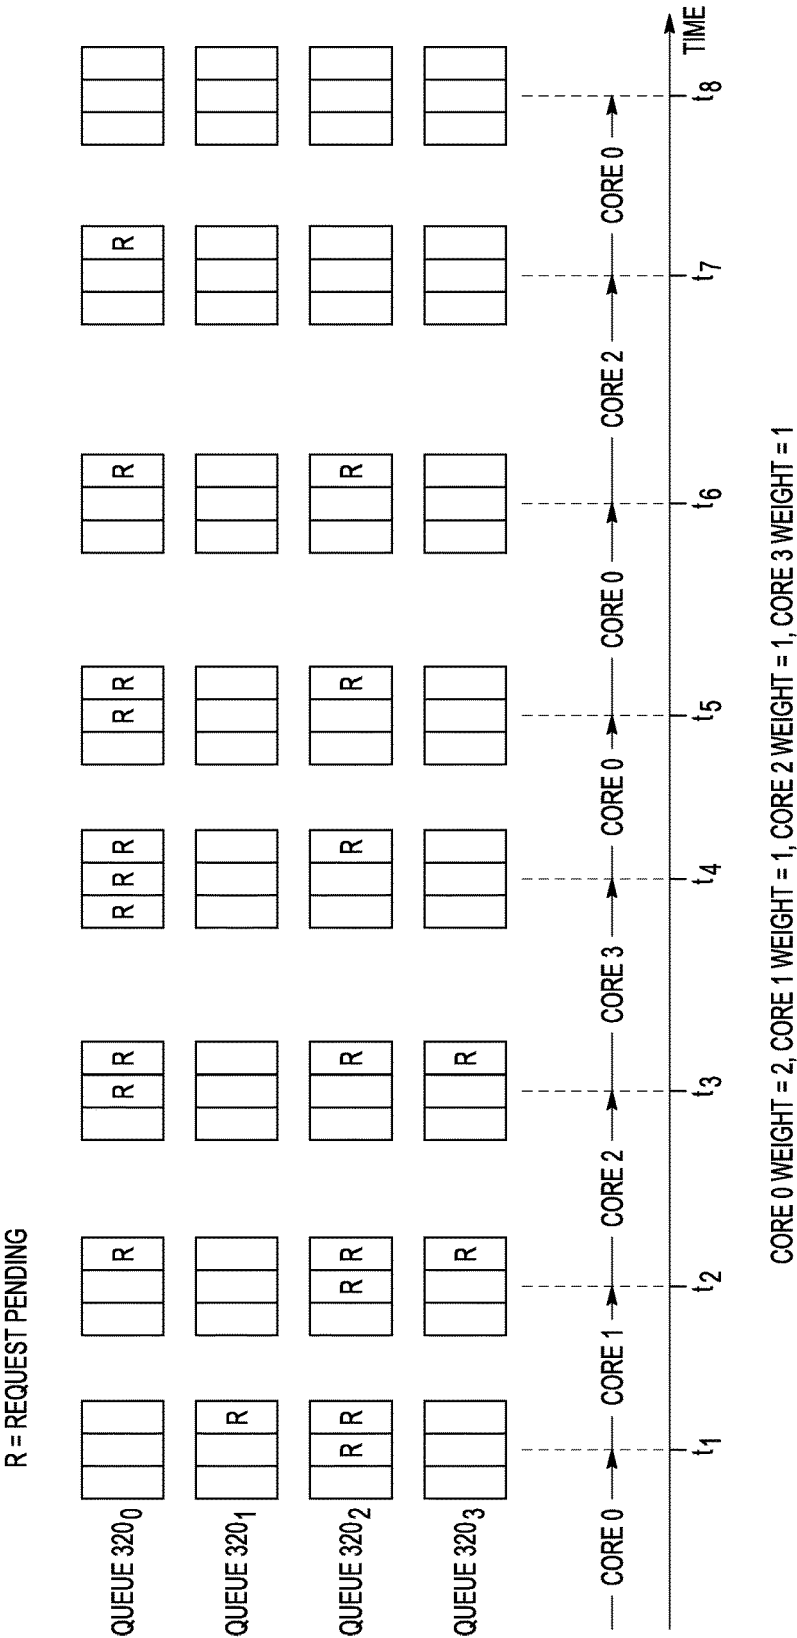 R = REQUEST PENDING
QUEUE 320₀
R
R R
R R R
R R
R
R
QUEUE 320₁
R
QUEUE 320₂
R R
R R
R
R
R
R
QUEUE 320₃
R
R
CORE 0
CORE 1
CORE 2
CORE 3
CORE 0
CORE 0
CORE 2
CORE 0
t₁
t₂
t₃
t₄
t₅
t₆
t₇
t₈
TIME
CORE 0 WEIGHT = 2, CORE 1 WEIGHT = 1, CORE 2 WEIGHT = 1, CORE 3 WEIGHT = 1